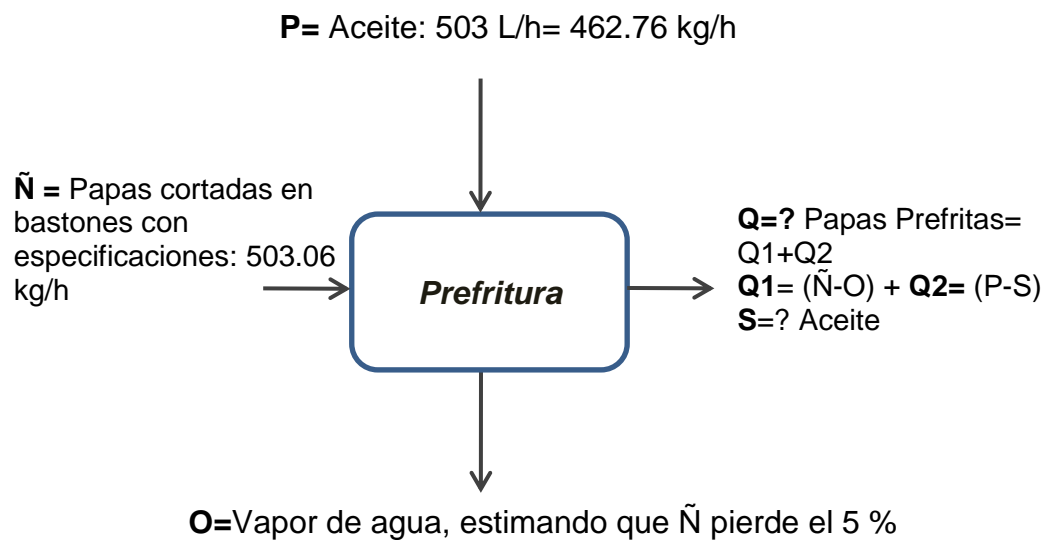 P= Aceite: 503 L/h= 462.76 kg/h
Ñ = Papas cortadas en
bastones con
especificaciones: 503.06
kg/h
Prefritura
Q=? Papas Prefritas=
Q1+Q2
Q1= (Ñ-O) + Q2= (P-S)
S=? Aceite
O=Vapor de agua, estimando que Ñ pierde el 5 %